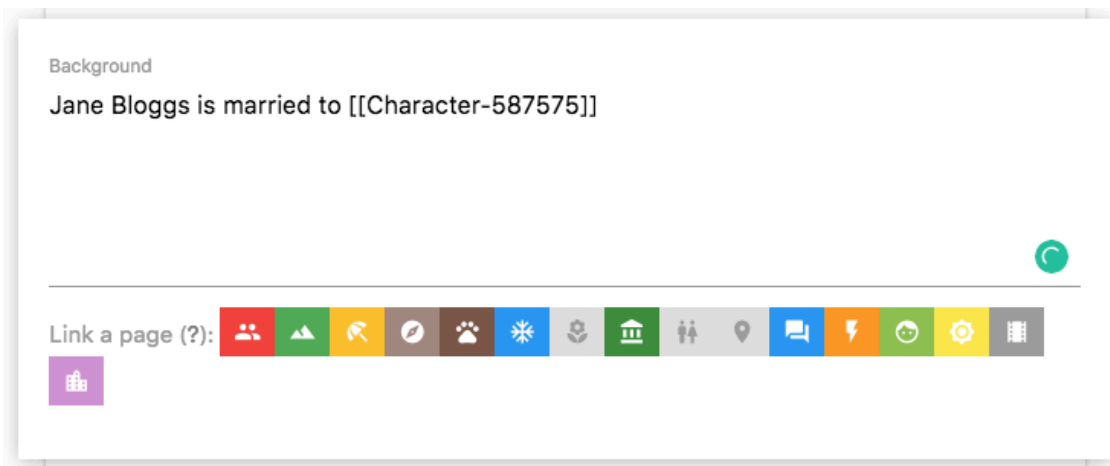 Background
Jane Bloggs is married to [[Character-587575]]
Link a page (?):